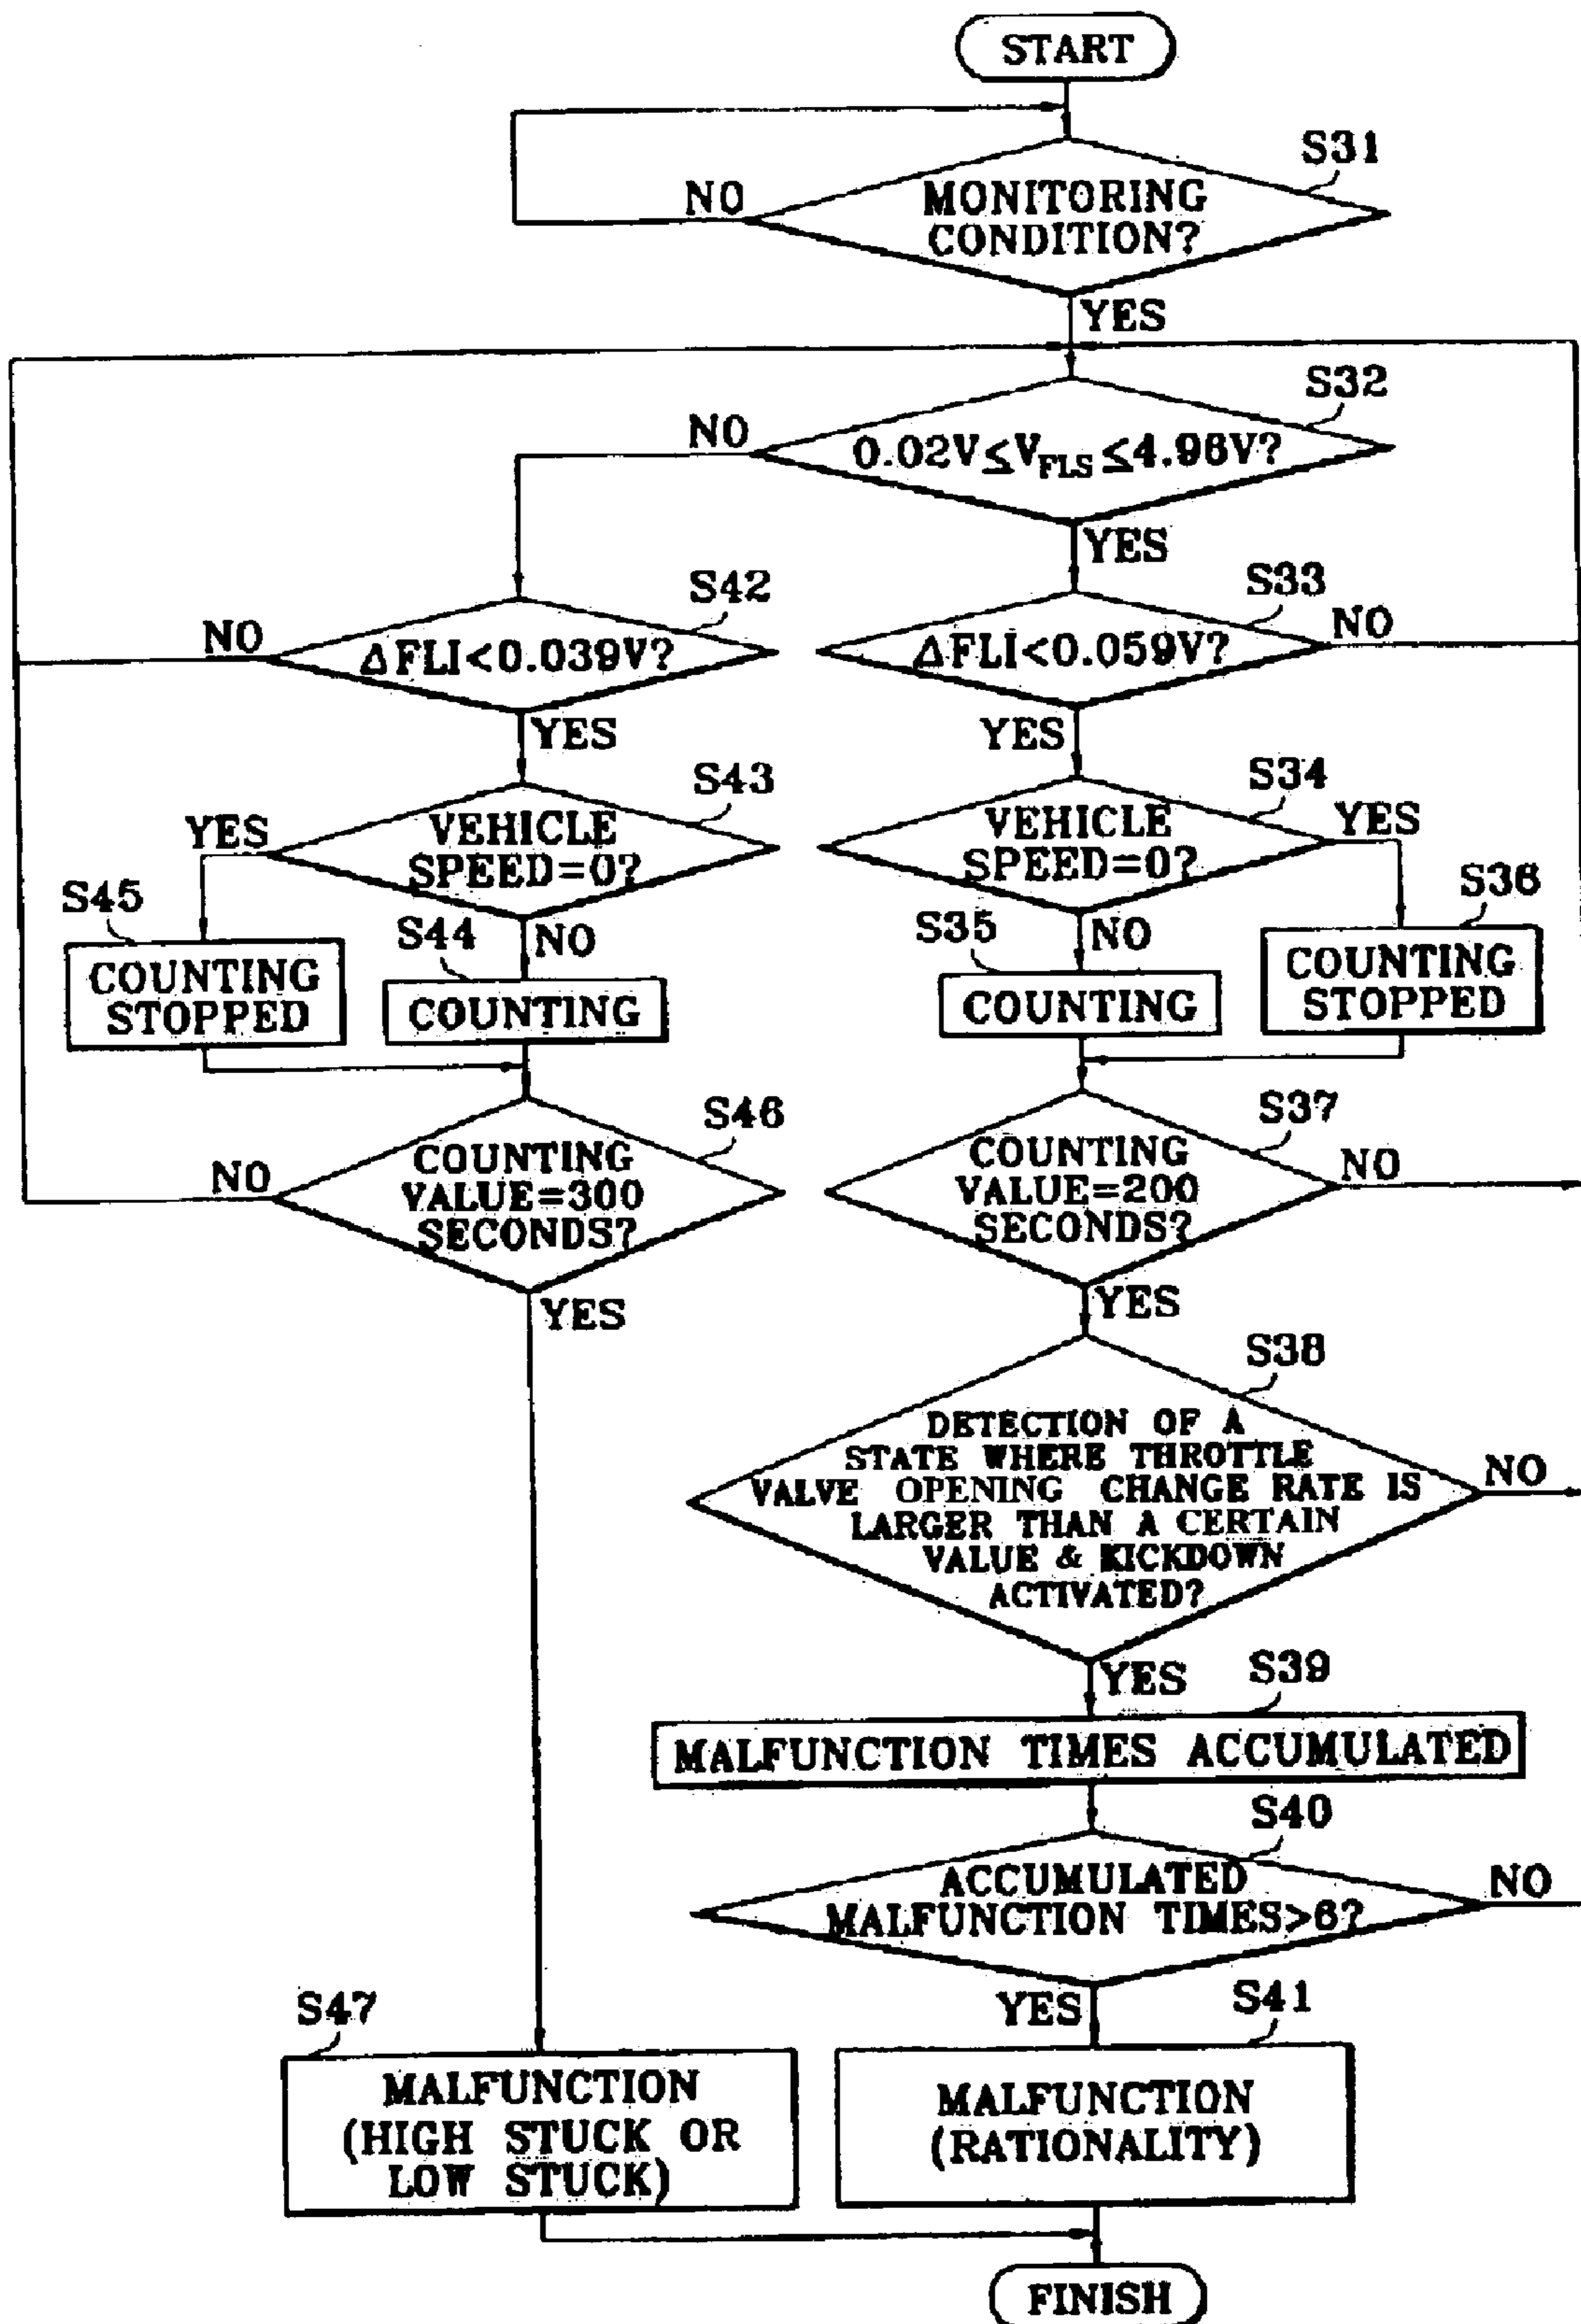 START
S31
NO
MONITORING
CONDITION?
YES
S32
NO
0.02V≤V_FLS≤4.96V?
YES
S42
S33
NO
ΔFLI<0.039V?
ΔFLI<0.059V?
NO
YES
YES
S43
S34
YES
VEHICLE
SPEED=0?
VEHICLE
SPEED=0?
YES
S45
S44
NO
S35
NO
S36
COUNTING
STOPPED
COUNTING
COUNTING
COUNTING
STOPPED
S46
S37
NO
COUNTING
VALUE=300
SECONDS?
COUNTING
VALUE=200
SECONDS?
NO
YES
YES
S38
DETECTION OF A
STATE WHERE THROTTLE
VALVE OPENING CHANGE RATE IS
LARGER THAN A CERTAIN
VALUE & KICKDOWN
ACTIVATED?
NO
YES
S39
MALFUNCTION TIMES ACCUMULATED
S40
ACCUMULATED
MALFUNCTION TIMES>6?
NO
S47
YES
S41
MALFUNCTION
(HIGH STUCK OR
LOW STUCK)
MALFUNCTION
(RATIONALITY)
FINISH